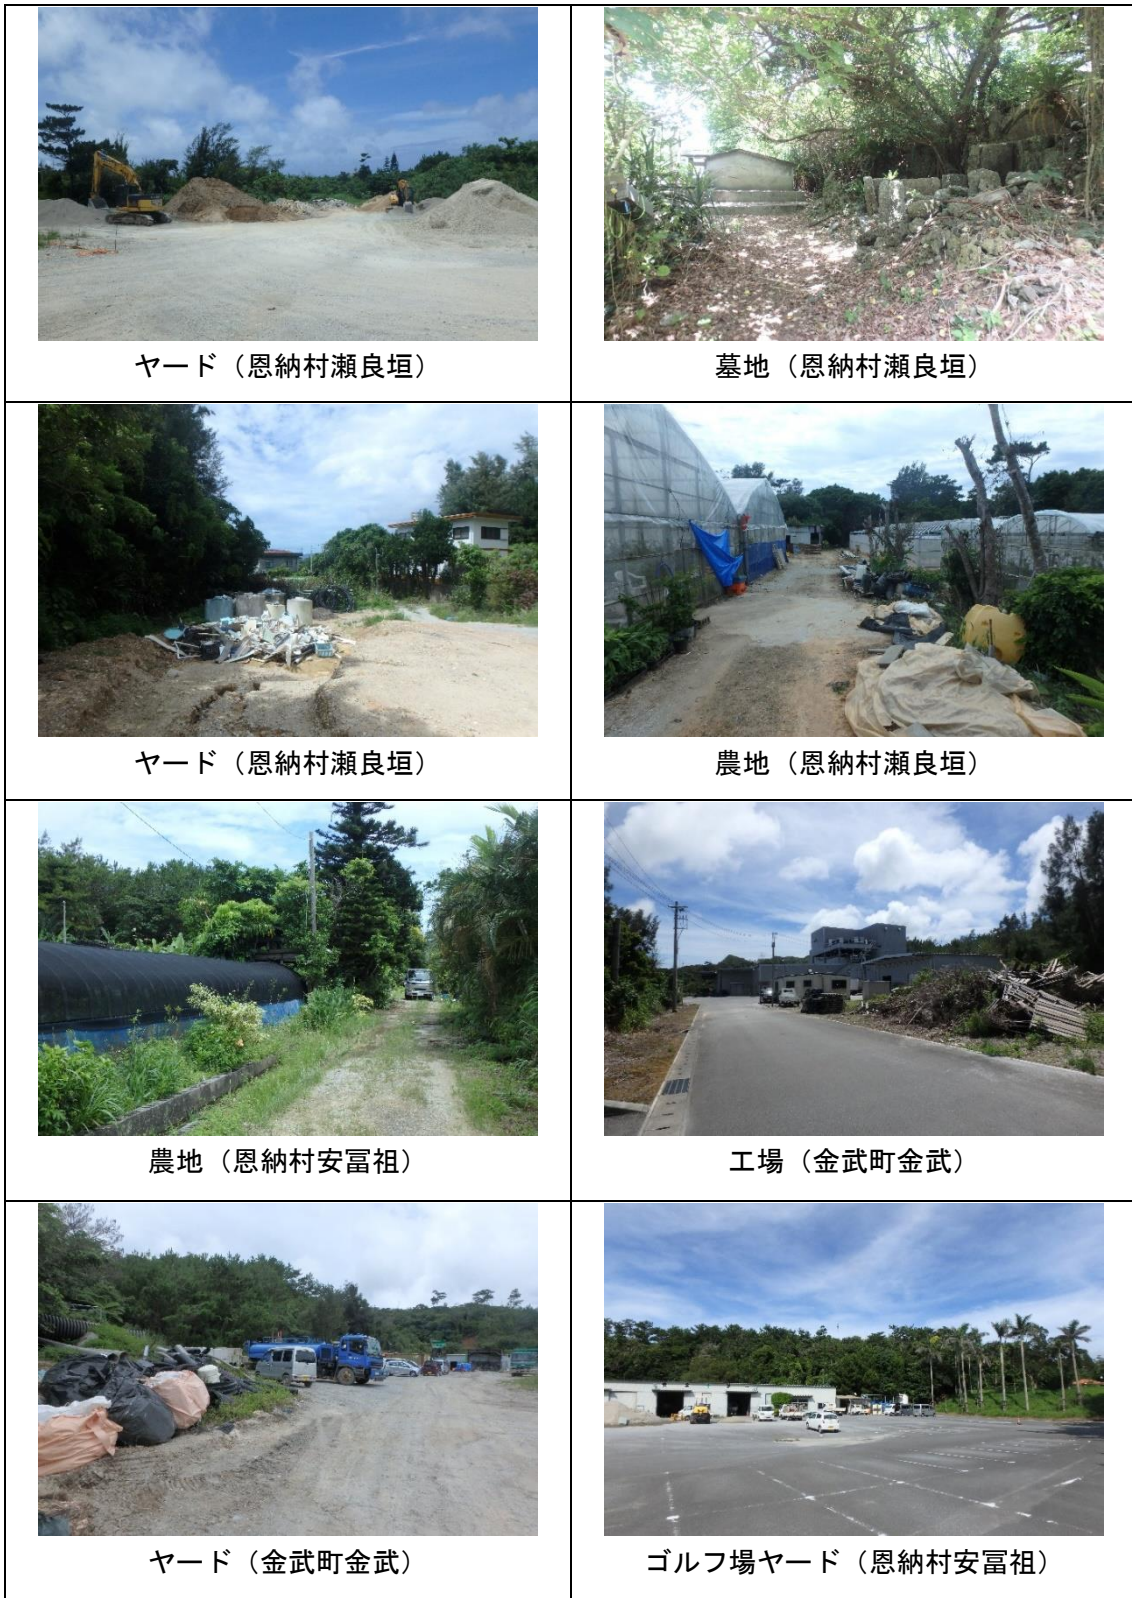 ヤード（恩納村瀬良垣）
墓地（恩納村瀬良垣）
ヤード（恩納村瀬良垣）
農地（恩納村瀬良垣）
農地（恩納村安冨祖）
工場（金武町金武）
ヤード（金武町金武）
ゴルフ場ヤード（恩納村安冨祖）